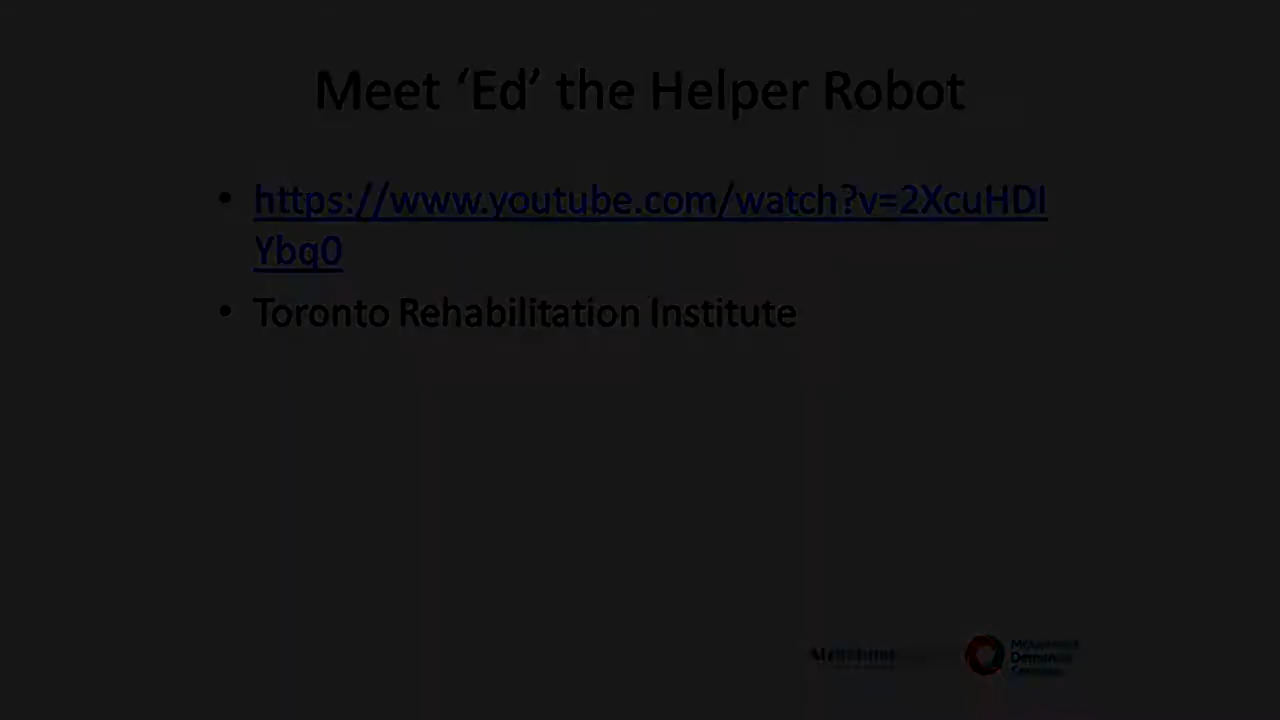 Meet ‘Ed’ the Helper Robot
• https://www.youtube.com/watch?v=2XcuHDI
Ybq0
• Toronto Rehabilitation Institute